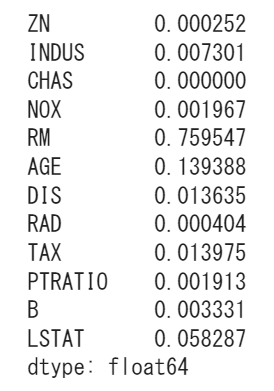 ZN 0.000252
INDUS 0.007301
CHAS 0.000000
NOX 0.001967
RM 0.759547
AGE 0.139388
DIS 0.013635
RAD 0.000404
TAX 0.013975
PTRATIO 0.001913
B 0.003331
LSTAT 0.058287
dtype: float64